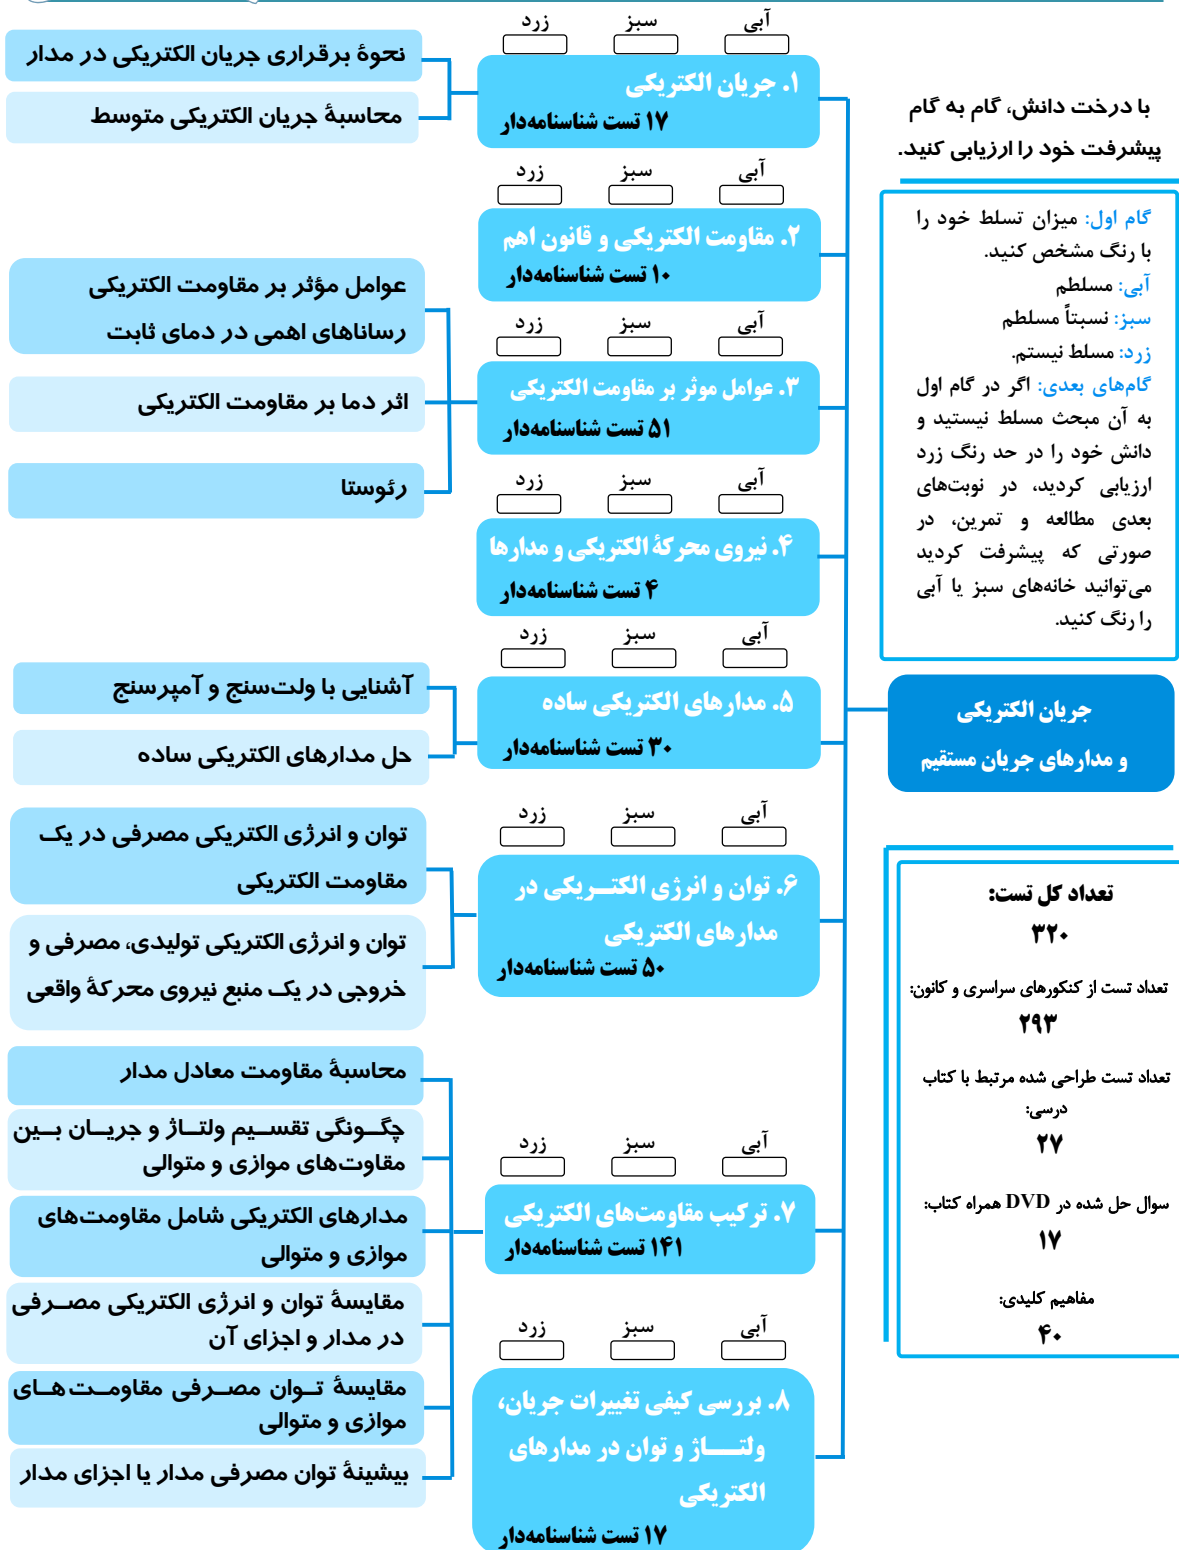 با درخت دانش، گام به گام
پیشرفت خود را ارزیابی کنید.
گام اول: میزان تسلط خود را
با رنگ مشخص کنید.
آبی: مسلطم
سبز: نسبتاً مسلطم
زرد: مسلط نیستم.
گام‌های بعدی: اگر در گام اول
به آن مبحث مسلط نیستید و
دانش خود را در حد رنگ زرد
ارزیابی کردید، در نوبت‌های
بعدی مطالعه و تمرین، در
صورتی که پیشرفت کردید
می‌توانید خانه‌های سبز یا آبی
را رنگ کنید.
جریان الکتریکی
و مدارهای جریان مستقیم
تعداد کل تست:
۳۲۰
تعداد تست از کنکورهای سراسری و کانون:
۲۹۳
تعداد تست طراحی شده مرتبط با کتاب
درسی:
۲۷
سوال حل شده در DVD همراه کتاب:
۱۷
مفاهیم کلیدی:
۴۰
آبی سبز زرد
۱. جریان الکتریکی
۱۷ تست شناسنامه‌دار
نحوهٔ برقراری جریان الکتریکی در مدار
محاسبهٔ جریان الکتریکی متوسط
آبی سبز زرد
۲. مقاومت الکتریکی و قانون اهم
۱۰ تست شناسنامه‌دار
آبی سبز زرد
۳. عوامل موثر بر مقاومت الکتریکی
۵۱ تست شناسنامه‌دار
عوامل مؤثر بر مقاومت الکتریکی
رساناهای اهمی در دمای ثابت
اثر دما بر مقاومت الکتریکی
رئوستا
آبی سبز زرد
۴. نیروی محرکهٔ الکتریکی و مدارها
۴ تست شناسنامه‌دار
آبی سبز زرد
۵. مدارهای الکتریکی ساده
۳۰ تست شناسنامه‌دار
آشنایی با ولت‌سنج و آمپرسنج
حل مدارهای الکتریکی ساده
آبی سبز زرد
۶. توان و انرژی الکتــریکی در
مدارهای الکتریکی
۵۰ تست شناسنامه‌دار
توان و انرژی الکتریکی مصرفی در یک
مقاومت الکتریکی
توان و انرژی الکتریکی تولیدی، مصرفی و
خروجی در یک منبع نیروی محرکهٔ واقعی
آبی سبز زرد
۷. ترکیب مقاومت‌های الکتریکی
۱۴۱ تست شناسنامه‌دار
محاسبهٔ مقاومت معادل مدار
چگــونگی تقســیم ولتــاژ و جریــان بــین
مقاوت‌های موازی و متوالی
مدارهای الکتریکی شامل مقاومت‌های
موازی و متوالی
مقایسهٔ توان و انرژی الکتریکی مصــرفی
در مدار و اجزای آن
مقایسهٔ تــوان مصــرفی مقاومــت هــای
موازی و متوالی
بیشینهٔ توان مصرفی مدار یا اجزای مدار
آبی سبز زرد
۸. بررسی کیفی تغییرات جریان،
ولتــــاژ و توان در مدارهای
الکتریکی
۱۷ تست شناسنامه‌دار